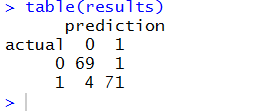 > table(results)
prediction
actual 0 1
0 69 1
1 4 71
>